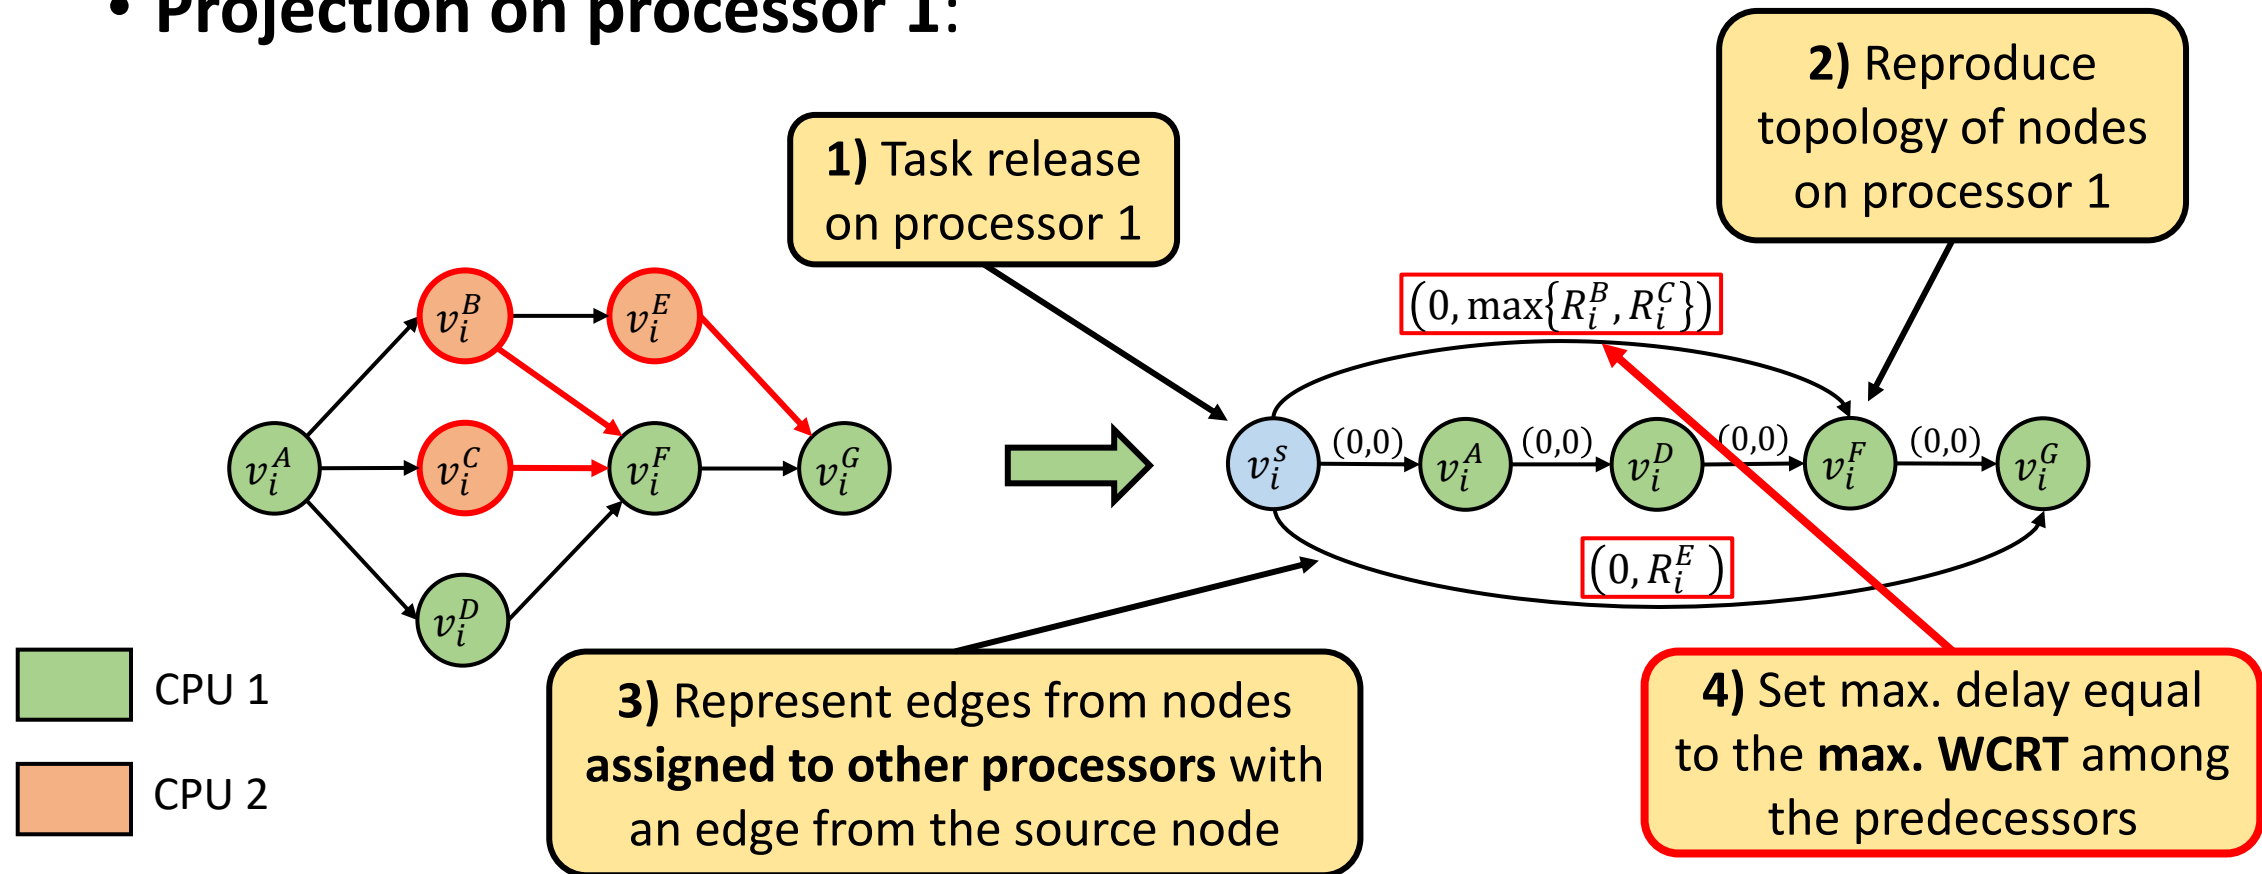 • Projection on processor 1:
2) Reproduce
topology of nodes
on processor 1
1) Task release
on processor 1
(0, max{R_i^B, R_i^C})
v_i^B
v_i^E
v_i^A
v_i^C
v_i^F
v_i^G
v_i^s
(0,0)
v_i^A
(0,0)
v_i^D
(0,0)
v_i^F
(0,0)
v_i^G
(0, R_i^E )
v_i^D
CPU 1
CPU 2
3) Represent edges from nodes
assigned to other processors with
an edge from the source node
4) Set max. delay equal
to the max. WCRT among
the predecessors